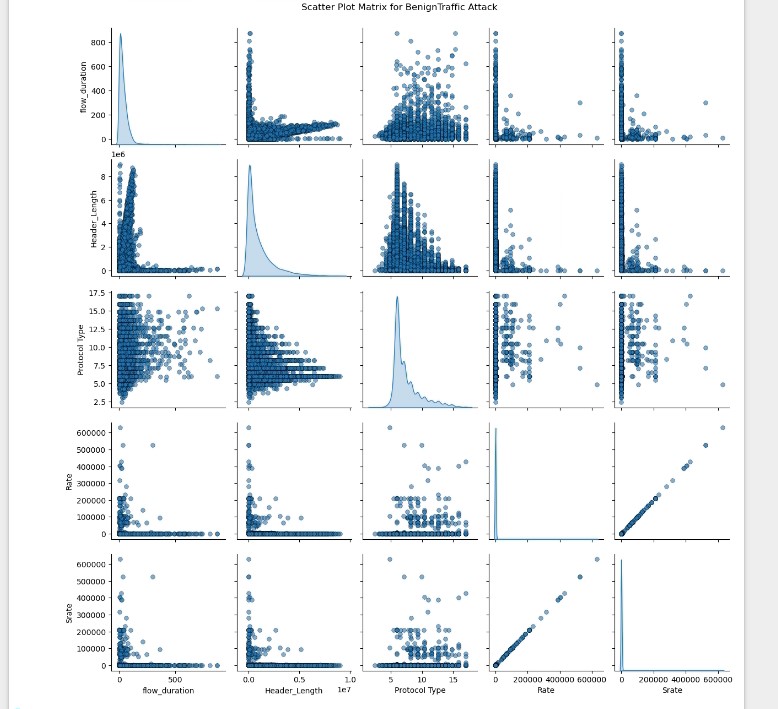 Scatter Plot Matrix for BenignTraffic Attack
800
600
400
200
0
flow_duration
1e6
8
6
4
2
0
Header_Length
17.5
15.0
12.5
10.0
7.5
5.0
2.5
Protocol Type
600000
500000
400000
300000
200000
100000
0
Rate
600000
500000
400000
300000
200000
100000
0
Srate
0 500
flow_duration
0.0 0.5 1.0
1e7
Header_Length
5 10 15
Protocol Type
0 200000 400000 600000
Rate
0 200000 400000 600000
Srate